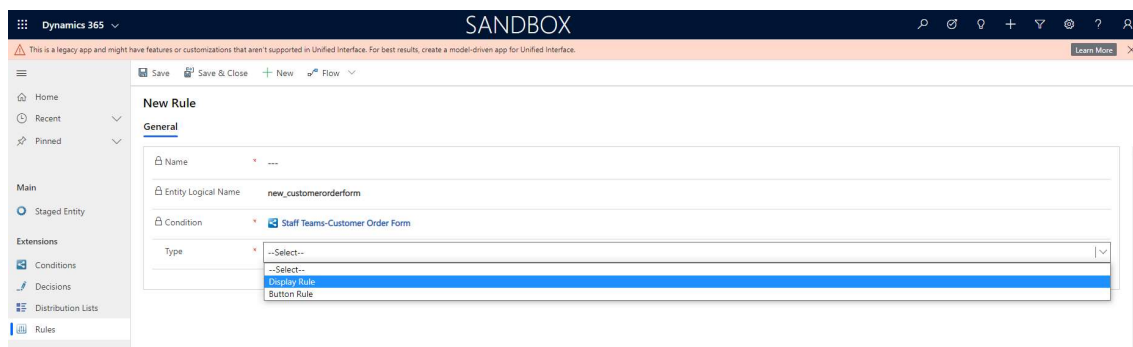 Dynamics 365
SANDBOX
This is a legacy app and might have features or customizations that aren't supported in Unified Interface. For best results, create a model-driven app for Unified Interface.
Learn More
Save
Save & Close
New
Flow
Home
Recent
Pinned
Main
Staged Entity
Extensions
Conditions
Decisions
Distribution Lists
Rules
New Rule
General
Name * ---
Entity Logical Name new_customerorderform
Condition * Staff Teams-Customer Order Form
Type * --Select--
--Select--
Display Rule
Button Rule